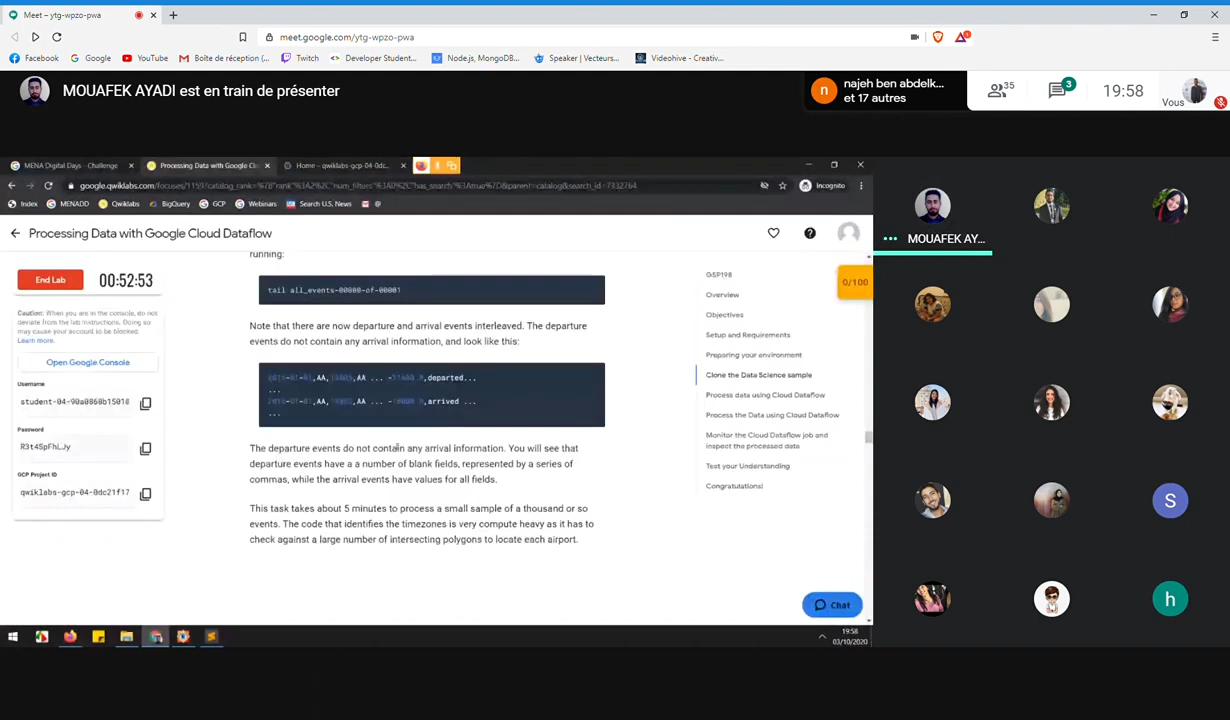 Meet – ytg-wpzo-pwa
meet.google.com/ytg-wpzo-pwa
Facebook
Google
YouTube
Boîte de réception (...
Twitch
Developer Student...
Node.js, MongoDB...
Speaker | Vecteurs...
Videohive - Creativ...
MOUAFEK AYADI est en train de présenter
n
najeh ben abdelk...
et 17 autres
35
3
19:58
Vous
MENA Digital Days - Challenge
Processing Data with Google Clo
Home – qwiklabs-gcp-04-0dc...
Incognito
Index
MENADD
Qwiklabs
BigQuery
GCP
Webinars
Search U.S. News
Processing Data with Google Cloud Dataflow
End Lab
00:52:53
Caution: When you are in the console, do not
deviate from the lab instructions. Doing so
may cause your account to be blocked.
Learn more.
Open Google Console
Username
student-04-90a0860b15018
Password
R3t4SpFhLJy
GCP Project ID
qwiklabs-gcp-04-0dc21f17
running:
tail all_events-00000-of-00001
Note that there are now departure and arrival events interleaved. The departure
events do not contain any arrival information, and look like this:
,AA, ,AA ... ,departed...
...
,AA, ,AA ... ,arrived ...
...
The departure events do not contain any arrival information. You will see that
departure events have a a number of blank fields, represented by a series of
commas, while the arrival events have values for all fields.
This task takes about 5 minutes to process a small sample of a thousand or so
events. The code that identifies the timezones is very compute heavy as it has to
check against a large number of intersecting polygons to locate each airport.
GSP198
Overview
Objectives
Setup and Requirements
Preparing your environment
Clone the Data Science sample
Process data using Cloud Dataflow
Process the Data using Cloud Dataflow
Monitor the Cloud Dataflow job and
inspect the processed data
Test your Understanding
Congratulations!
0/100
Chat
19:58
03/10/2020
MOUAFEK AY...
S
h